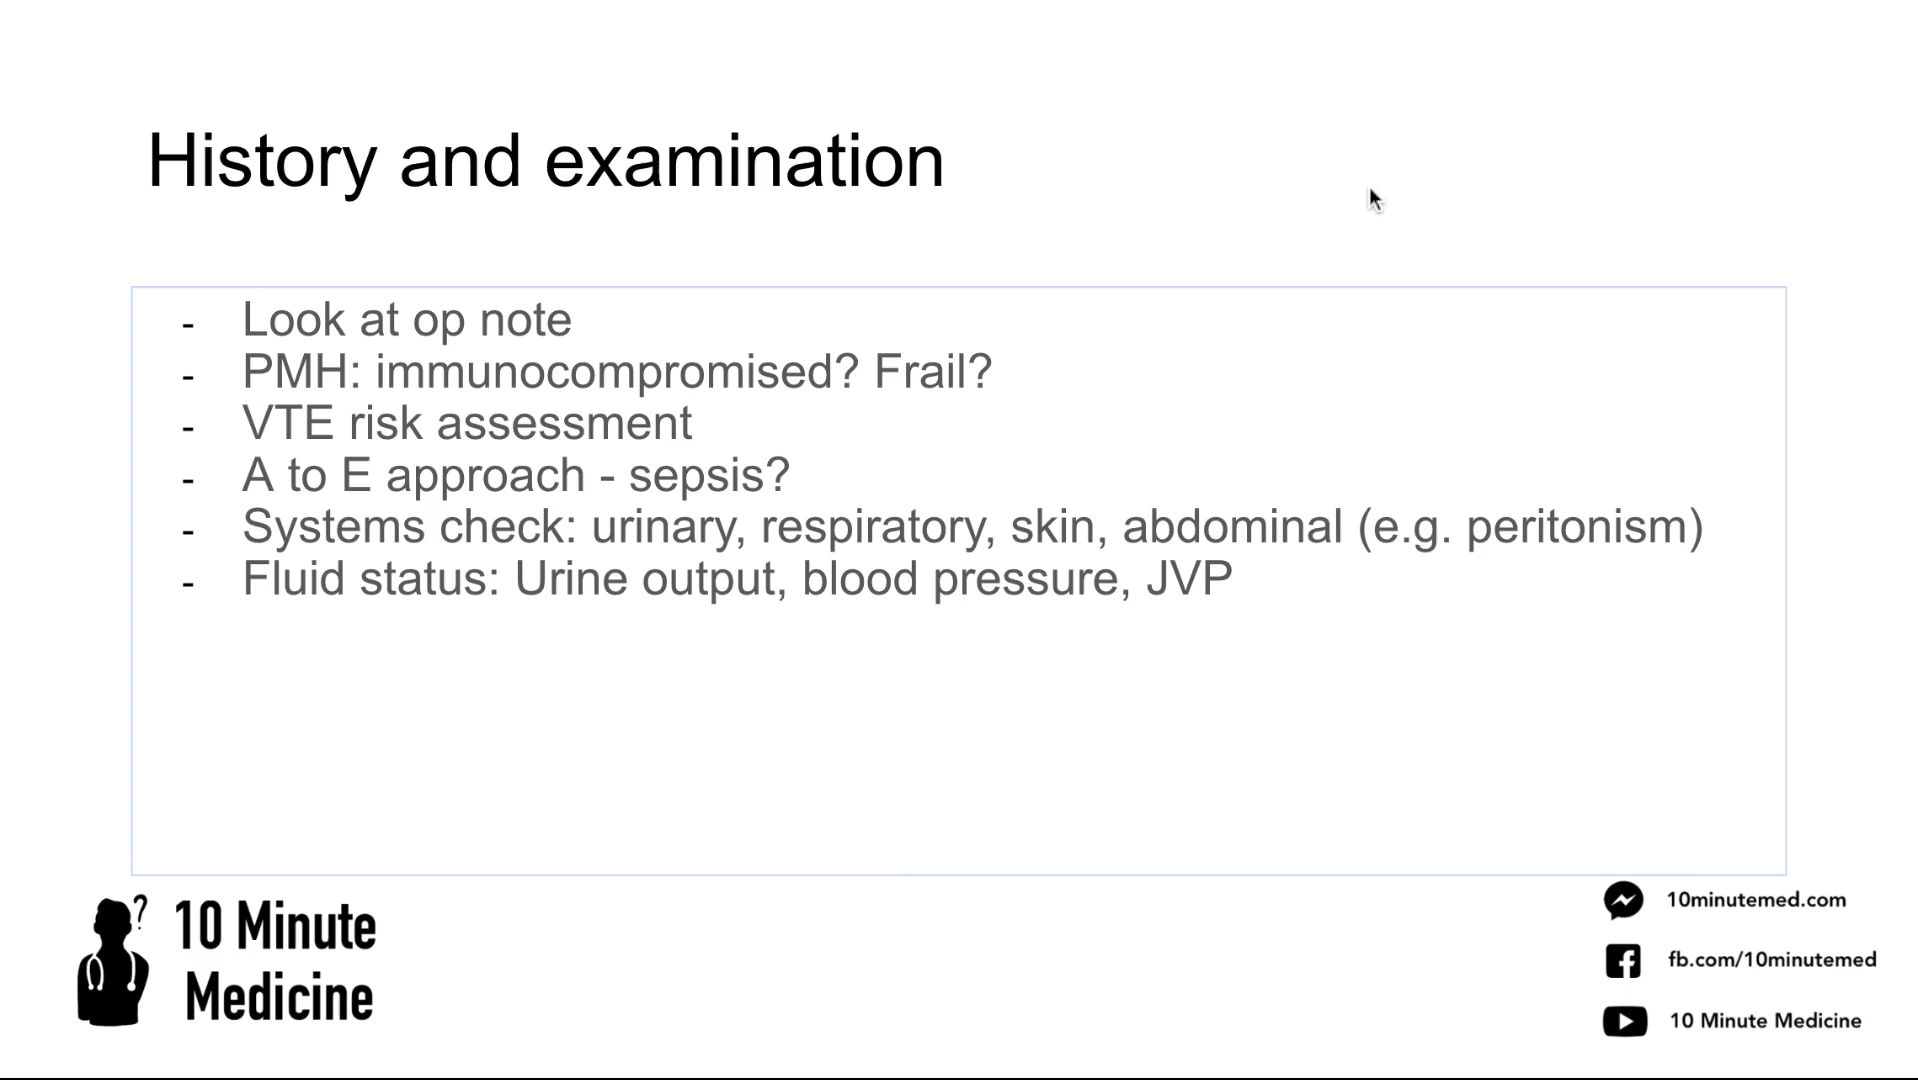 History and examination
- Look at op note
- PMH: immunocompromised? Frail?
- VTE risk assessment
- A to E approach - sepsis?
- Systems check: urinary, respiratory, skin, abdominal (e.g. peritonism)
- Fluid status: Urine output, blood pressure, JVP
?
10 Minute
Medicine
10minutemed.com
fb.com/10minutemed
10 Minute Medicine